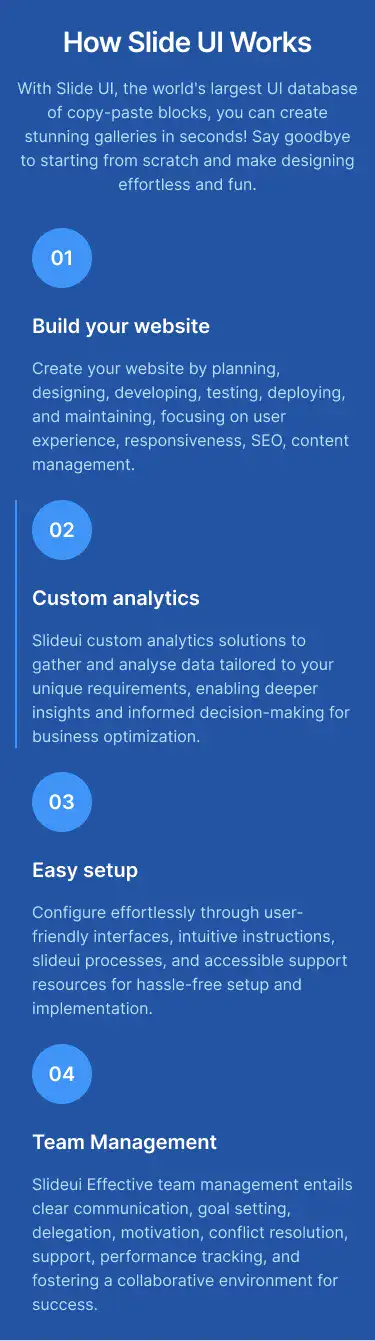 How Slide UI Works
With Slide UI, the world's largest UI database
of copy-paste blocks, you can create
stunning galleries in seconds! Say goodbye
to starting from scratch and make designing
effortless and fun.
01
Build your website
Create your website by planning,
designing, developing, testing, deploying,
and maintaining, focusing on user
experience, responsiveness, SEO, content
management.
02
Custom analytics
Slideui custom analytics solutions to
gather and analyse data tailored to your
unique requirements, enabling deeper
insights and informed decision-making for
business optimization.
03
Easy setup
Configure effortlessly through user-
friendly interfaces, intuitive instructions,
slideui processes, and accessible support
resources for hassle-free setup and
implementation.
04
Team Management
Slideui Effective team management entails
clear communication, goal setting,
delegation, motivation, conflict resolution,
support, performance tracking, and
fostering a collaborative environment for
success.